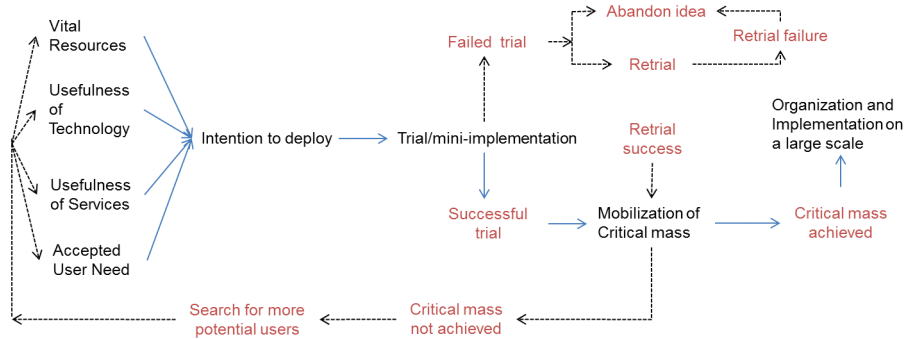 Vital
Resources
Usefulness
of
Technology
Usefulness
of Services
Accepted
User Need
Intention to deploy
Trial/mini-implementation
Failed trial
Abandon idea
Retrial failure
Retrial
Retrial
success
Successful
trial
Mobilization of
Critical mass
Organization and
Implementation on
a large scale
Critical mass
achieved
Critical mass
not achieved
Search for more
potential users